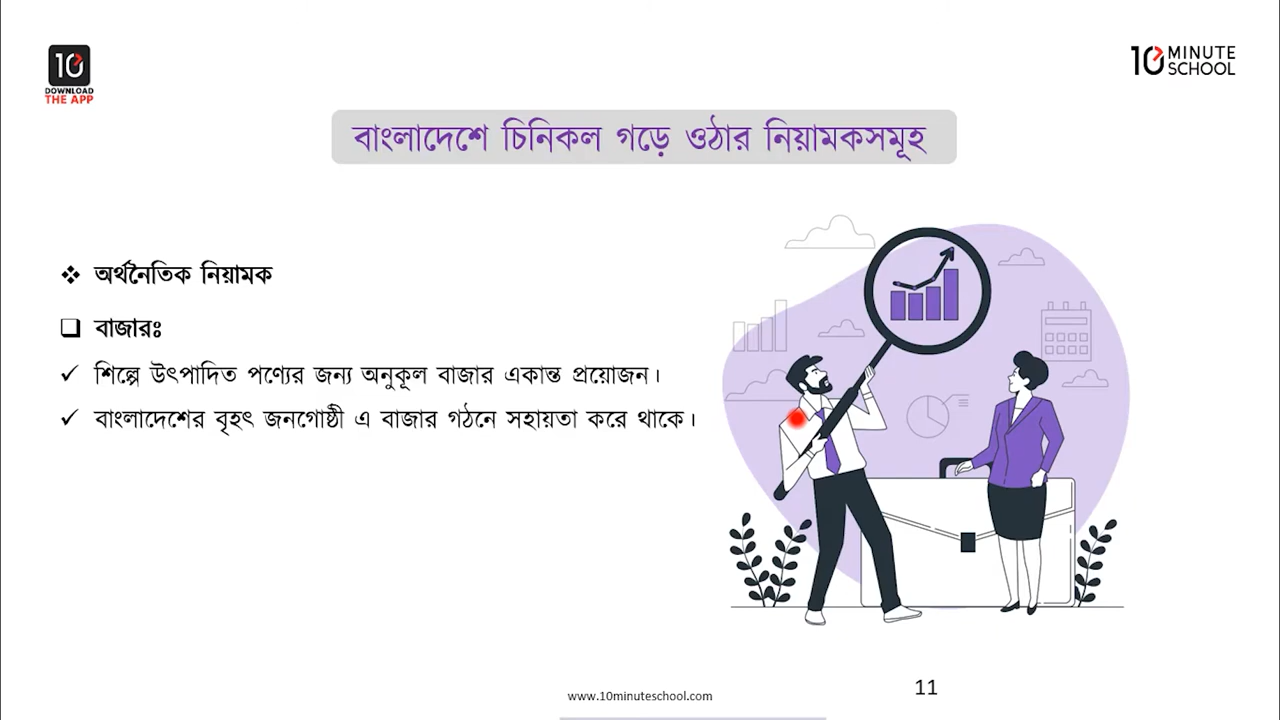 10
DOWNLOAD
THE APP
10 MINUTE
SCHOOL
বাংলাদেশে চিনিকল গড়ে ওঠার নিয়ামকসমূহ
❖ অর্থনৈতিক নিয়ামক
❑ বাজারঃ
✓ শিল্পে উৎপাদিত পণ্যের জন্য অনুকূল বাজার একান্ত প্রয়োজন।
✓ বাংলাদেশের বৃহৎ জনগোষ্ঠী এ বাজার গঠনে সহায়তা করে থাকে।
www.10minuteschool.com
11